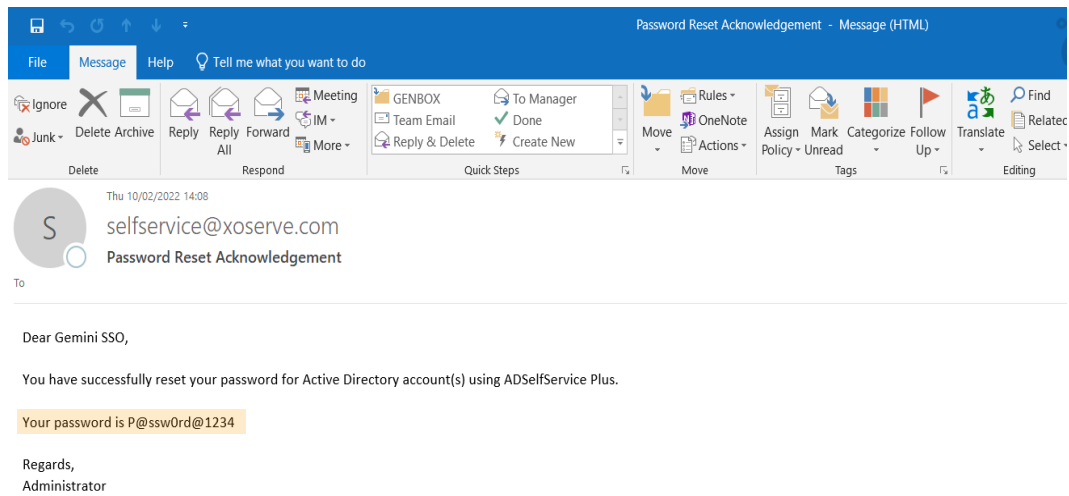 Password Reset Acknowledgement - Message (HTML)
File Message Help Tell me what you want to do
Ignore
Junk
Delete Archive
Reply Reply All Forward
Meeting
IM
More
GENBOX To Manager
Team Email Done
Reply & Delete Create New
Move
Rules
OneNote
Actions
Assign Policy Mark Unread Categorize Follow Up
Translate
Find
Related
Select
Delete Respond Quick Steps Move Tags Editing
Thu 10/02/2022 14:08
S
selfservice@xoserve.com
Password Reset Acknowledgement
To
Dear Gemini SSO,
You have successfully reset your password for Active Directory account(s) using ADSelfService Plus.
Your password is P@ssw0rd@1234
Regards,
Administrator